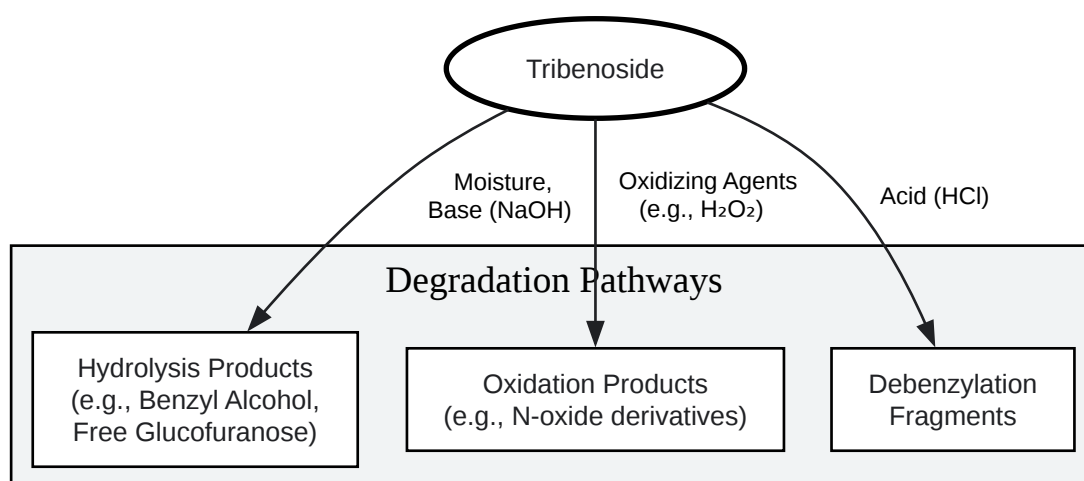 Tribenoside
Moisture,
Base (NaOH)
Oxidizing Agents
(e.g., H₂O₂)
Acid (HCl)
Degradation Pathways
Hydrolysis Products
(e.g., Benzyl Alcohol,
Free Glucofuranose)
Oxidation Products
(e.g., N-oxide derivatives)
Debenzylation
Fragments